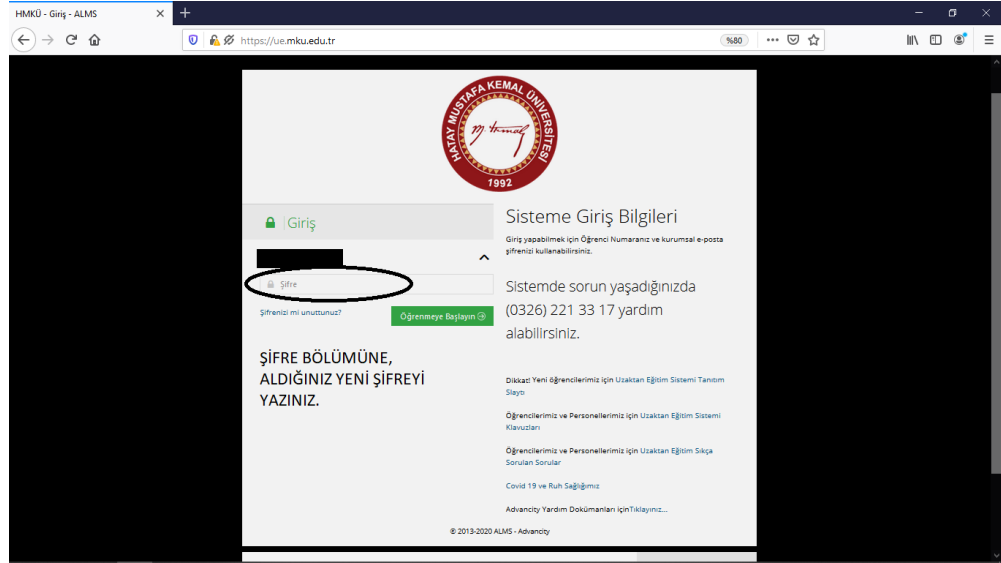 HMKÜ - Giriş - ALMS
https://ue.mku.edu.tr
%80
HATAY MUSTAFA KEMAL ÜNİVERSİTESİ
M. Kemal
1992
Giriş
Şifre
Şifrenizi mi unuttunuz?
Öğrenmeye Başlayın
ŞİFRE BÖLÜMÜNE,
ALDIĞINIZ YENİ ŞİFREYİ
YAZINIZ.
Sisteme Giriş Bilgileri
Giriş yapabilmek için Öğrenci Numaranız ve kurumsal e-posta
şifrenizi kullanabilirsiniz.
Sistemde sorun yaşadığınızda
(0326) 221 33 17 yardım
alabilirsiniz.
Dikkat! Yeni öğrencilerimiz için Uzaktan Eğitim Sistemi Tanıtım
Slaytı
Öğrencilerimiz ve Personellerimiz için Uzaktan Eğitim Sistemi
Klavuzları
Öğrencilerimiz ve Personellerimiz için Uzaktan Eğitim Sıkça
Sorulan Sorular
Covid 19 ve Ruh Sağlığımız
Advancity Yardım Dokümanları içinTıklayınız...
© 2013-2020 ALMS - Advancity